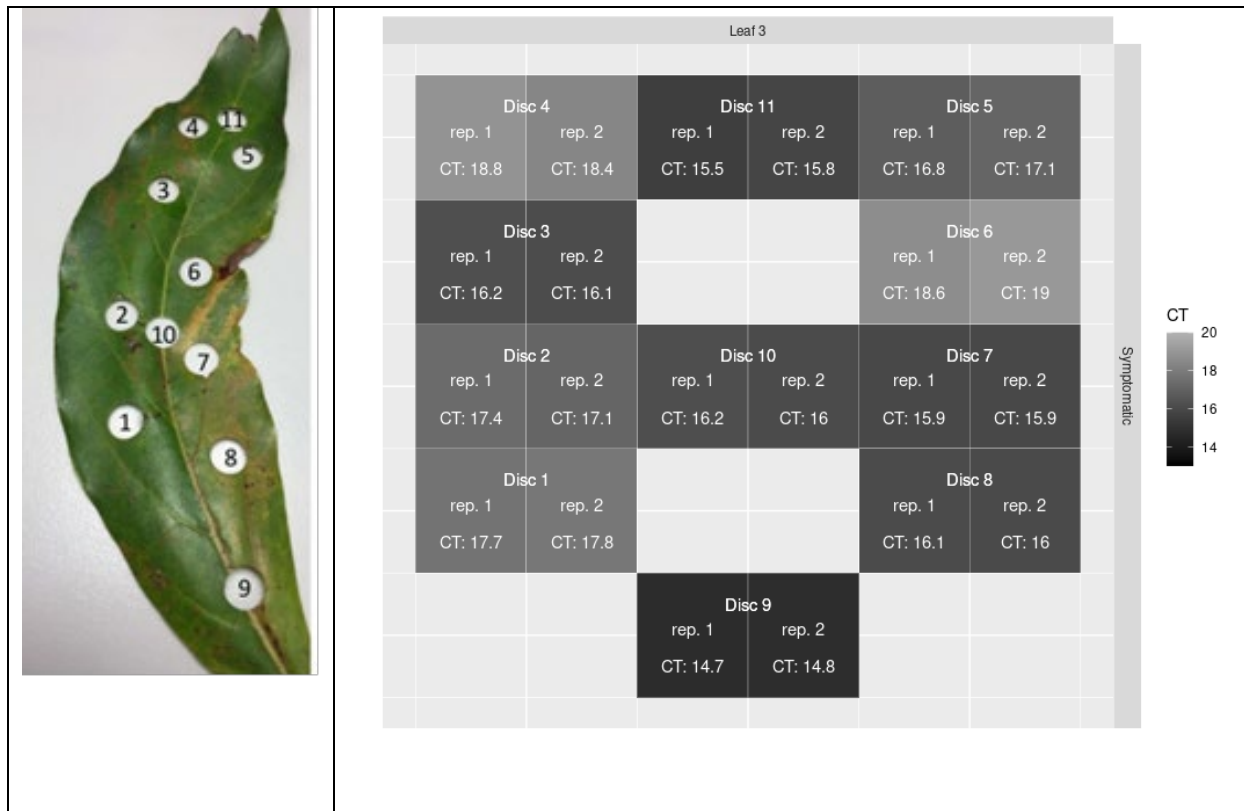 4
11
5
3
6
2
10
7
1
8
9
Leaf 3
Disc 4
rep. 1 rep. 2
CT: 18.8 CT: 18.4
Disc 11
rep. 1 rep. 2
CT: 15.5 CT: 15.8
Disc 5
rep. 1 rep. 2
CT: 16.8 CT: 17.1
Disc 3
rep. 1 rep. 2
CT: 16.2 CT: 16.1
Disc 6
rep. 1 rep. 2
CT: 18.6 CT: 19
Disc 2
rep. 1 rep. 2
CT: 17.4 CT: 17.1
Disc 10
rep. 1 rep. 2
CT: 16.2 CT: 16
Disc 7
rep. 1 rep. 2
CT: 15.9 CT: 15.9
Disc 1
rep. 1 rep. 2
CT: 17.7 CT: 17.8
Disc 8
rep. 1 rep. 2
CT: 16.1 CT: 16
Disc 9
rep. 1 rep. 2
CT: 14.7 CT: 14.8
Symptomatic
CT
20
18
16
14